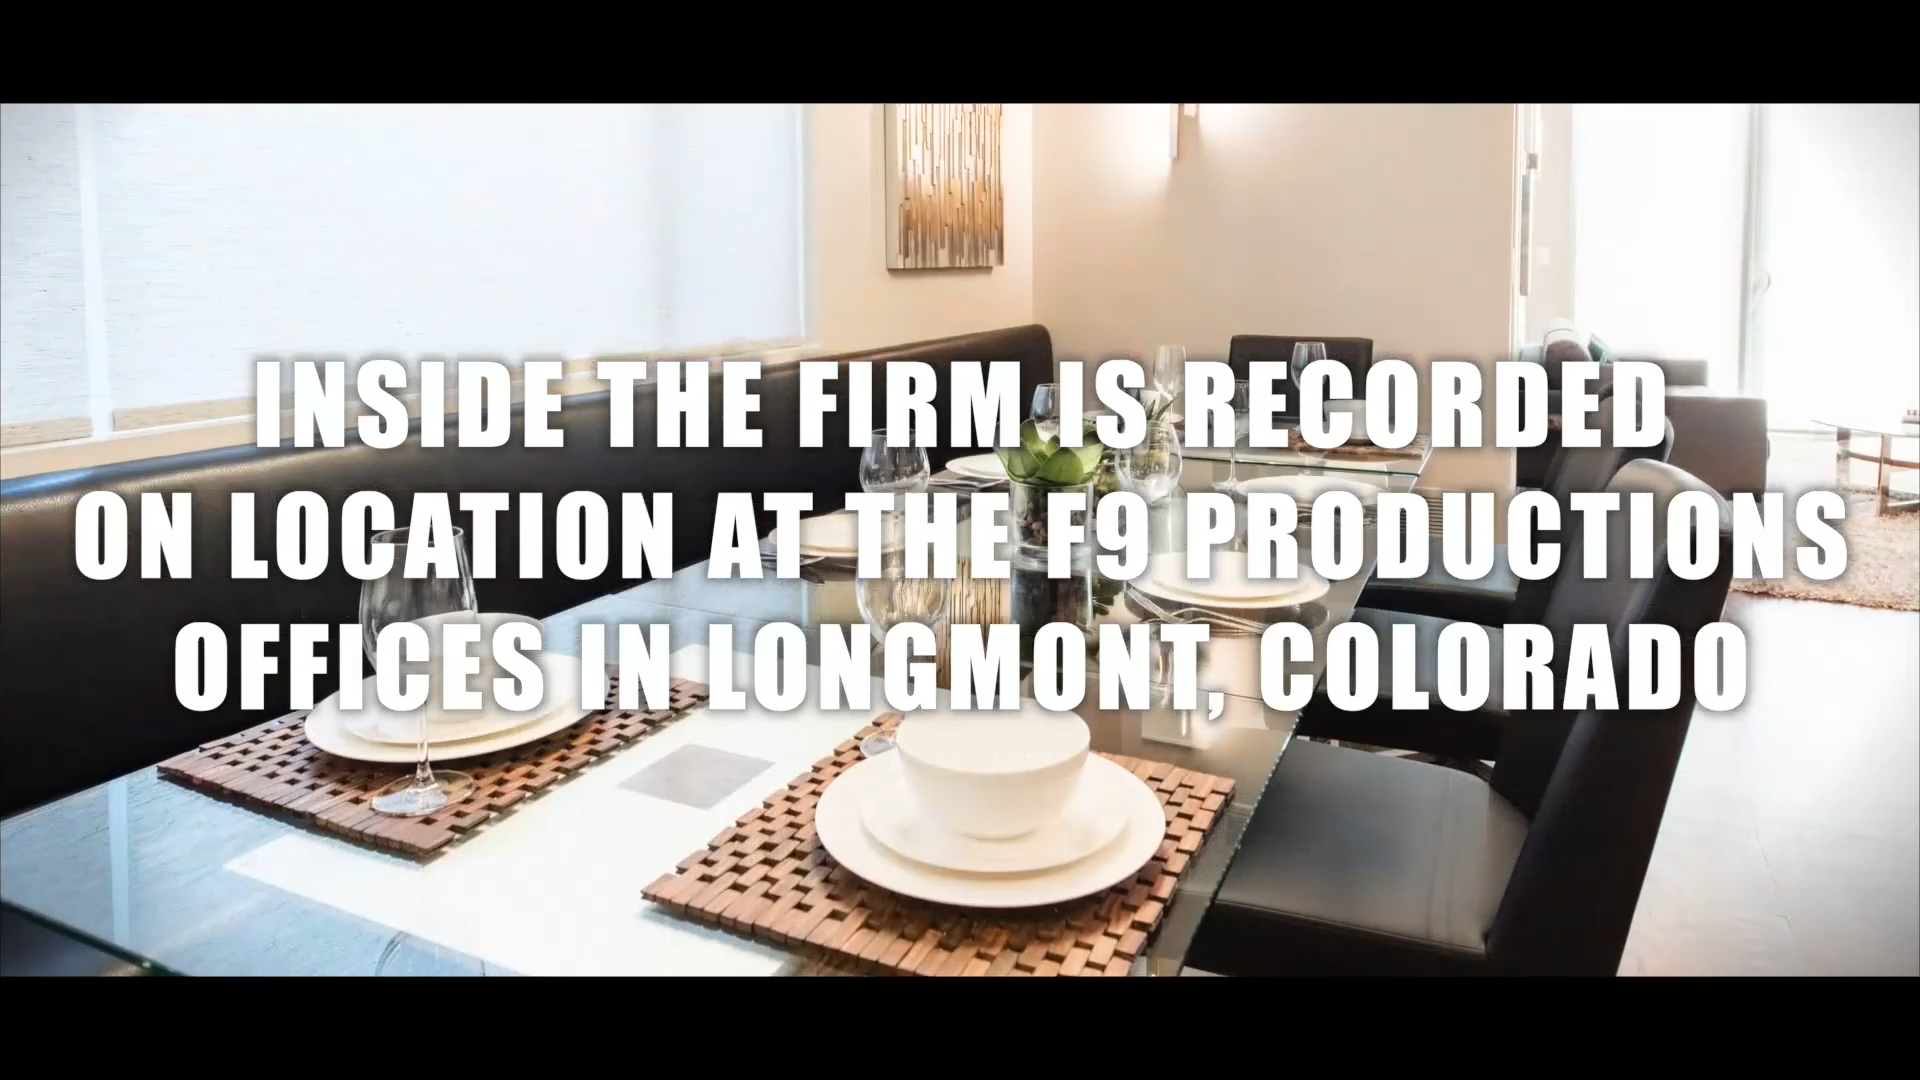 INSIDE THE FIRM IS RECORDED
ON LOCATION AT THE F9 PRODUCTIONS
OFFICES IN LONGMONT, COLORADO